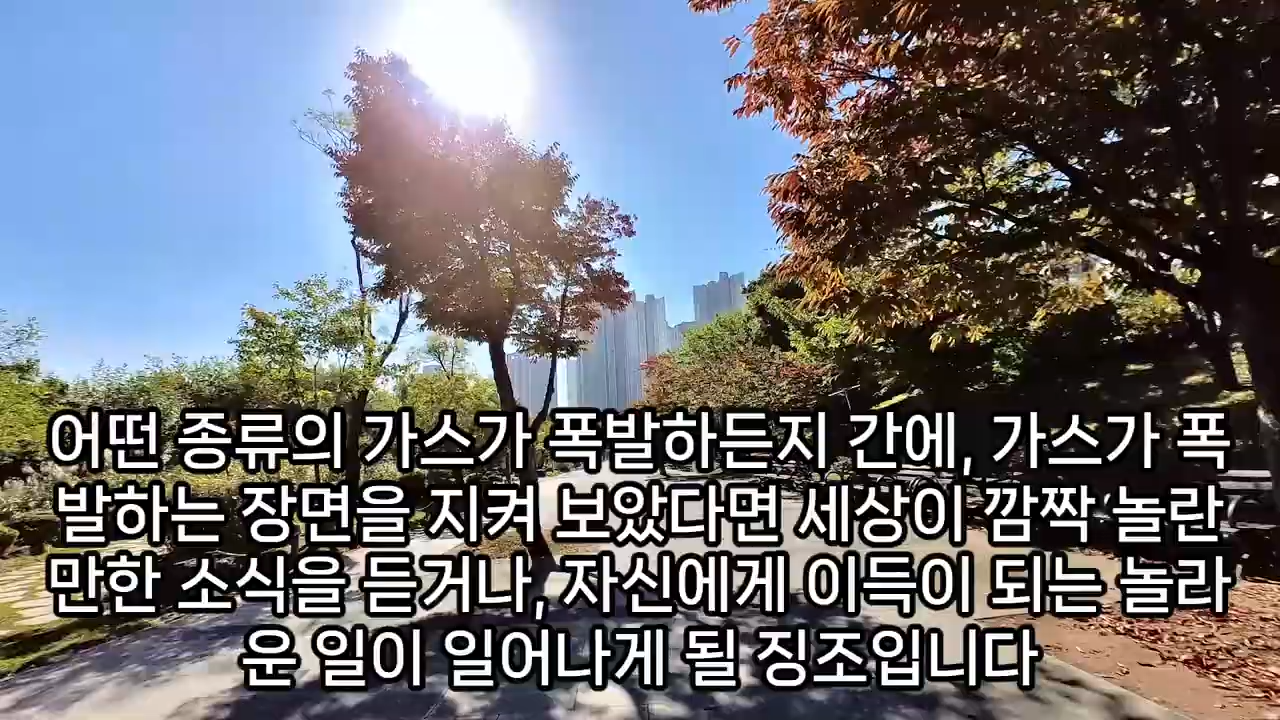 어떤 종류의 가스가 폭발하든지 간에, 가스가 폭
발하는 장면을 지켜 보았다면 세상이 깜짝 놀란
만한 소식을 듣거나, 자신에게 이득이 되는 놀라
운 일이 일어나게 될 징조입니다